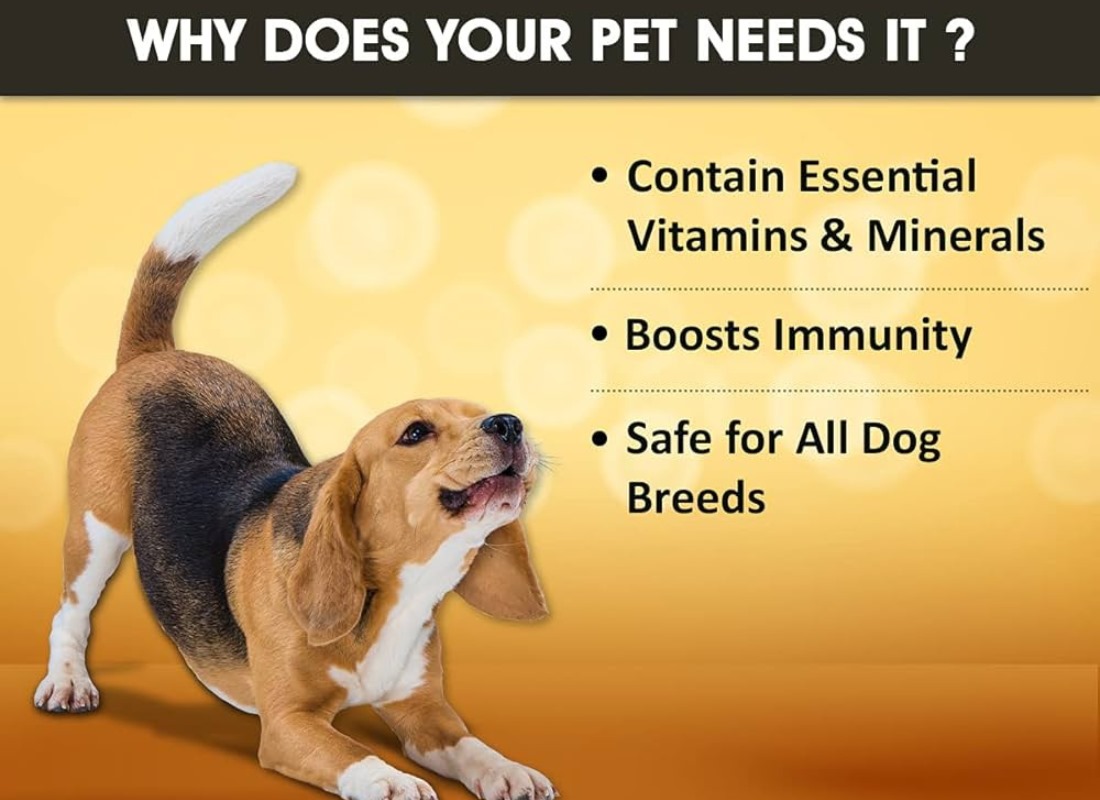 WHY DOES YOUR PET NEEDS IT ?
• Contain Essential
Vitamins & Minerals
• Boosts Immunity
• Safe for All Dog
Breeds